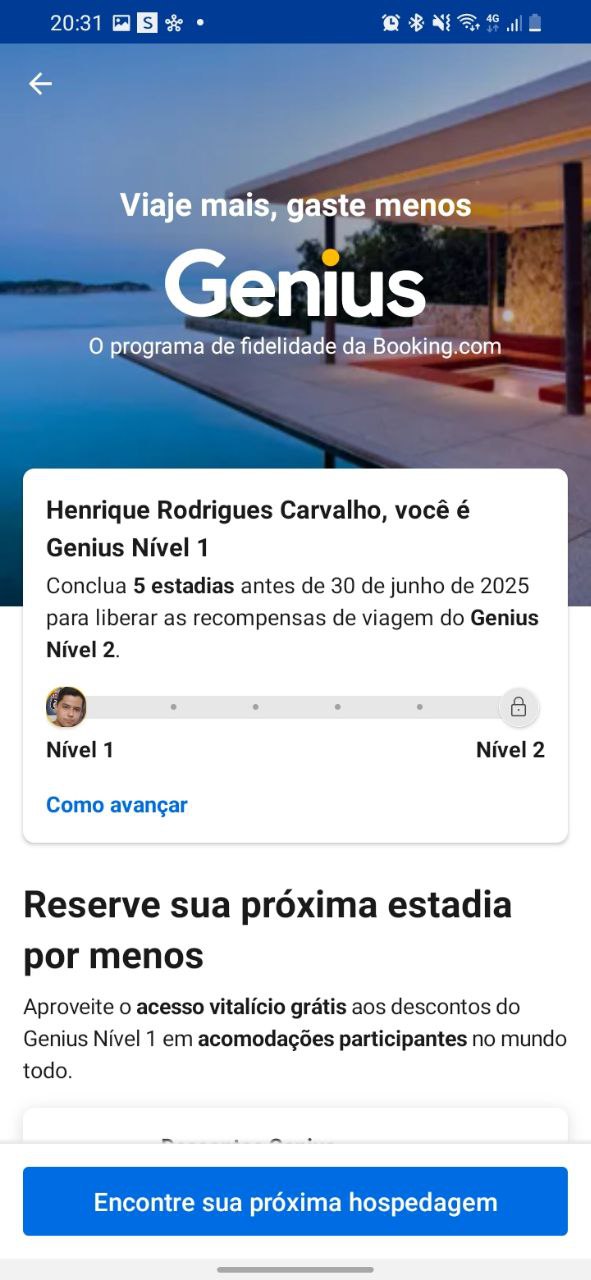 20:31
S
4G
Viaje mais, gaste menos
Genius
O programa de fidelidade da Booking.com
Henrique Rodrigues Carvalho, você é
Genius Nível 1
Conclua 5 estadias antes de 30 de junho de 2025
para liberar as recompensas de viagem do Genius
Nível 2.
Nível 1
Nível 2
Como avançar
Reserve sua próxima estadia
por menos
Aproveite o acesso vitalício grátis aos descontos do
Genius Nível 1 em acomodações participantes no mundo
todo.
Encontre sua próxima hospedagem